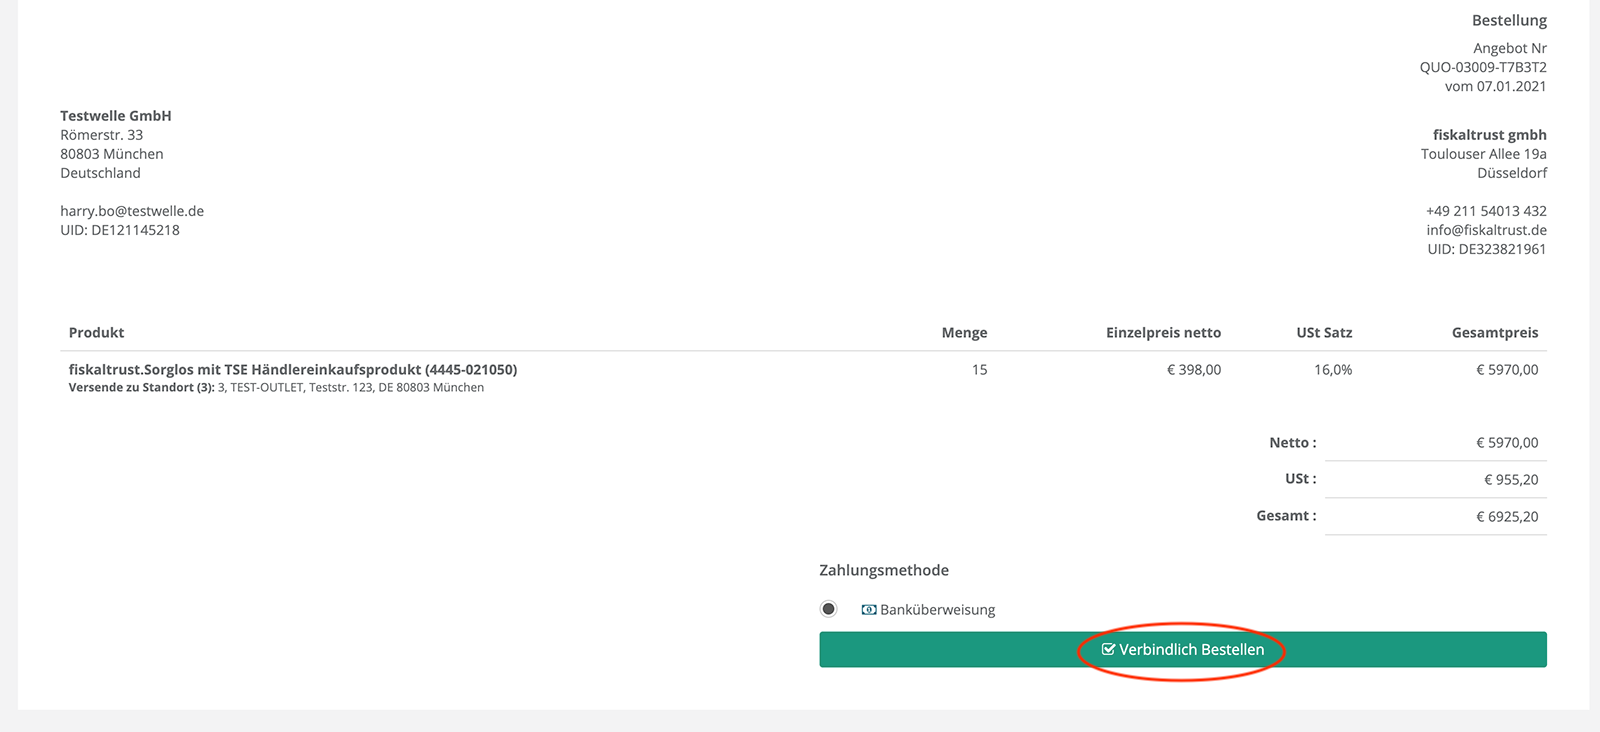 Bestellung
Angebot Nr
QUO-03009-T7B3T2
vom 07.01.2021
Testwelle GmbH
Römerstr. 33
80803 München
Deutschland
harry.bo@testwelle.de
UID: DE121145218
fiskaltrust gmbh
Toulouser Allee 19a
Düsseldorf
+49 211 54013 432
info@fiskaltrust.de
UID: DE323821961
Produkt Menge Einzelpreis netto USt Satz Gesamtpreis
fiskaltrust.Sorglos mit TSE Händlereinkaufsprodukt (4445-021050) 15 € 398,00 16,0% € 5970,00
Versende zu Standort (3): 3, TEST-OUTLET, Teststr. 123, DE 80803 München
Netto : € 5970,00
USt : € 955,20
Gesamt : € 6925,20
Zahlungsmethode
Banküberweisung
Verbindlich Bestellen